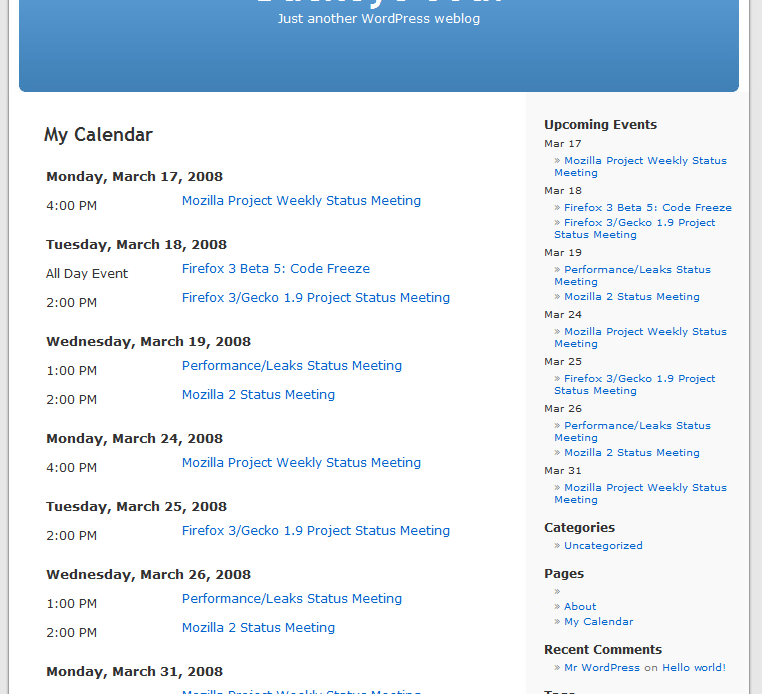 Just another WordPress weblog
My Calendar
Monday, March 17, 2008
4:00 PM Mozilla Project Weekly Status Meeting
Tuesday, March 18, 2008
All Day Event Firefox 3 Beta 5: Code Freeze
2:00 PM Firefox 3/Gecko 1.9 Project Status Meeting
Wednesday, March 19, 2008
1:00 PM Performance/Leaks Status Meeting
2:00 PM Mozilla 2 Status Meeting
Monday, March 24, 2008
4:00 PM Mozilla Project Weekly Status Meeting
Tuesday, March 25, 2008
2:00 PM Firefox 3/Gecko 1.9 Project Status Meeting
Wednesday, March 26, 2008
1:00 PM Performance/Leaks Status Meeting
2:00 PM Mozilla 2 Status Meeting
Monday, March 31, 2008
Mozilla Project Weekly Status Meeting
Upcoming Events
Mar 17
» Mozilla Project Weekly Status
Meeting
Mar 18
» Firefox 3 Beta 5: Code Freeze
» Firefox 3/Gecko 1.9 Project
Status Meeting
Mar 19
» Performance/Leaks Status
Meeting
» Mozilla 2 Status Meeting
Mar 24
» Mozilla Project Weekly Status
Meeting
Mar 25
» Firefox 3/Gecko 1.9 Project
Status Meeting
Mar 26
» Performance/Leaks Status
Meeting
» Mozilla 2 Status Meeting
Mar 31
» Mozilla Project Weekly Status
Meeting
Categories
» Uncategorized
Pages
»
» About
» My Calendar
Recent Comments
» Mr WordPress on Hello world!